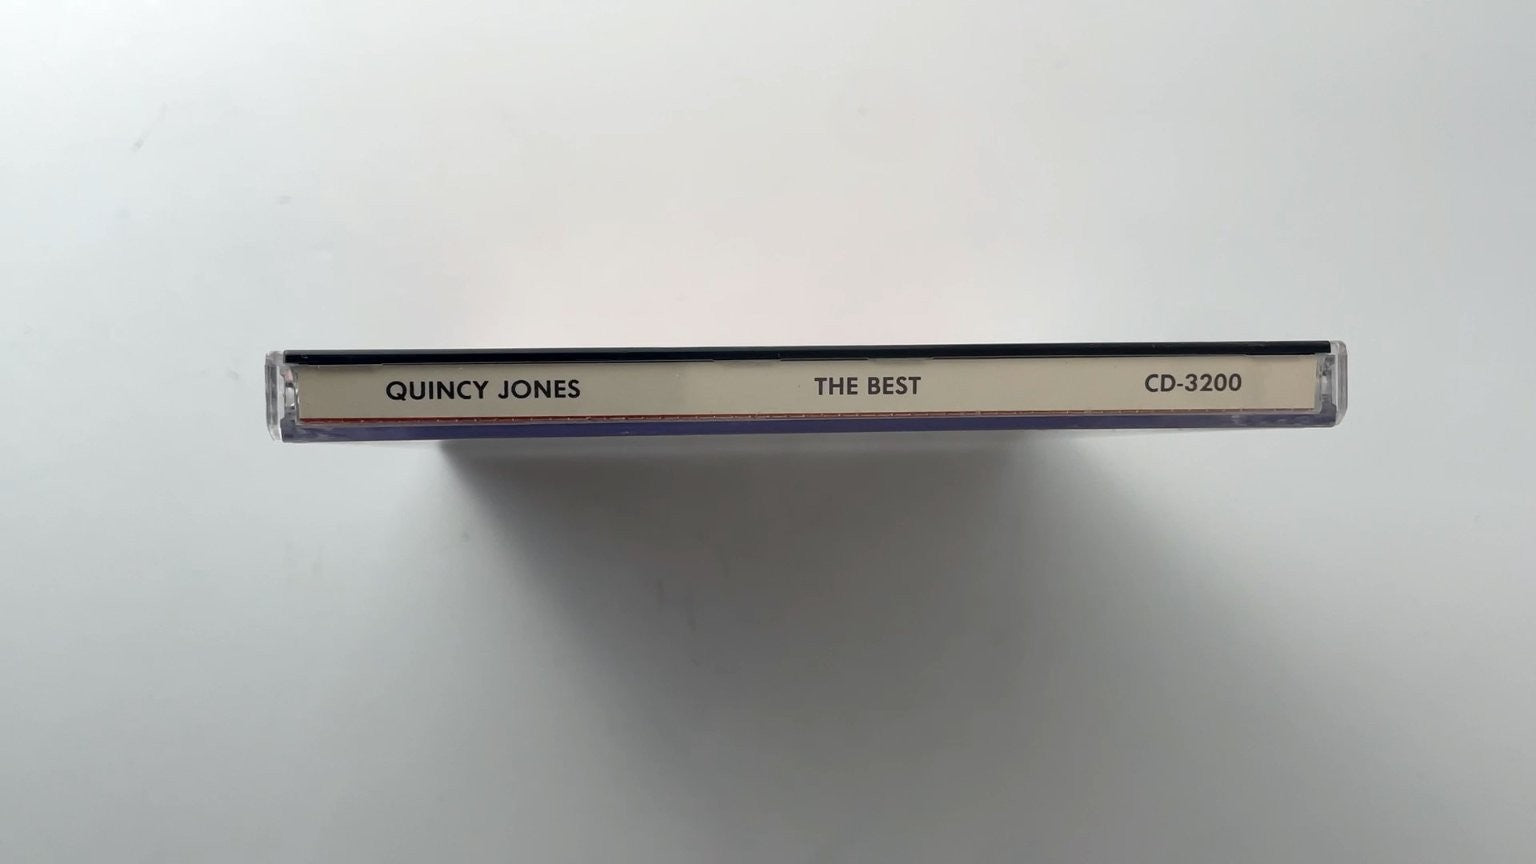 QUINCY JONES THE BEST CD-3200